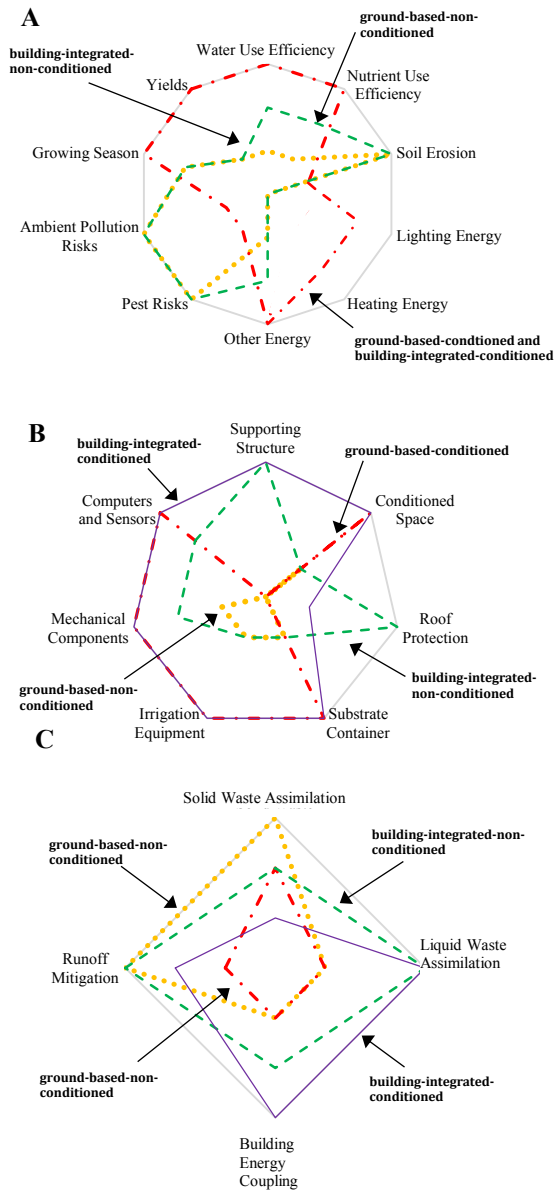 A
ground-based-non-
conditioned
building-integrated-
non-conditioned
Water Use Efficiency
Yields
Nutrient Use
Efficiency
Growing Season
Soil Erosion
Ambient Pollution
Risks
Lighting Energy
Pest Risks
Heating Energy
Other Energy
ground-based-condtioned and
building-integrated-conditioned
B
building-integrated-
conditioned
Supporting
Structure
ground-based-conditioned
Computers
and Sensors
Conditioned
Space
Mechanical
Components
Roof
Protection
ground-based-non-
conditioned
building-integrated-
non-conditioned
Irrigation
Equipment
Substrate
Container
C
Solid Waste Assimilation
ground-based-non-
conditioned
building-integrated-non-
conditioned
Runoff
Mitigation
Liquid Waste
Assimilation
ground-based-non-
conditioned
building-integrated-
conditioned
Building
Energy
Coupling